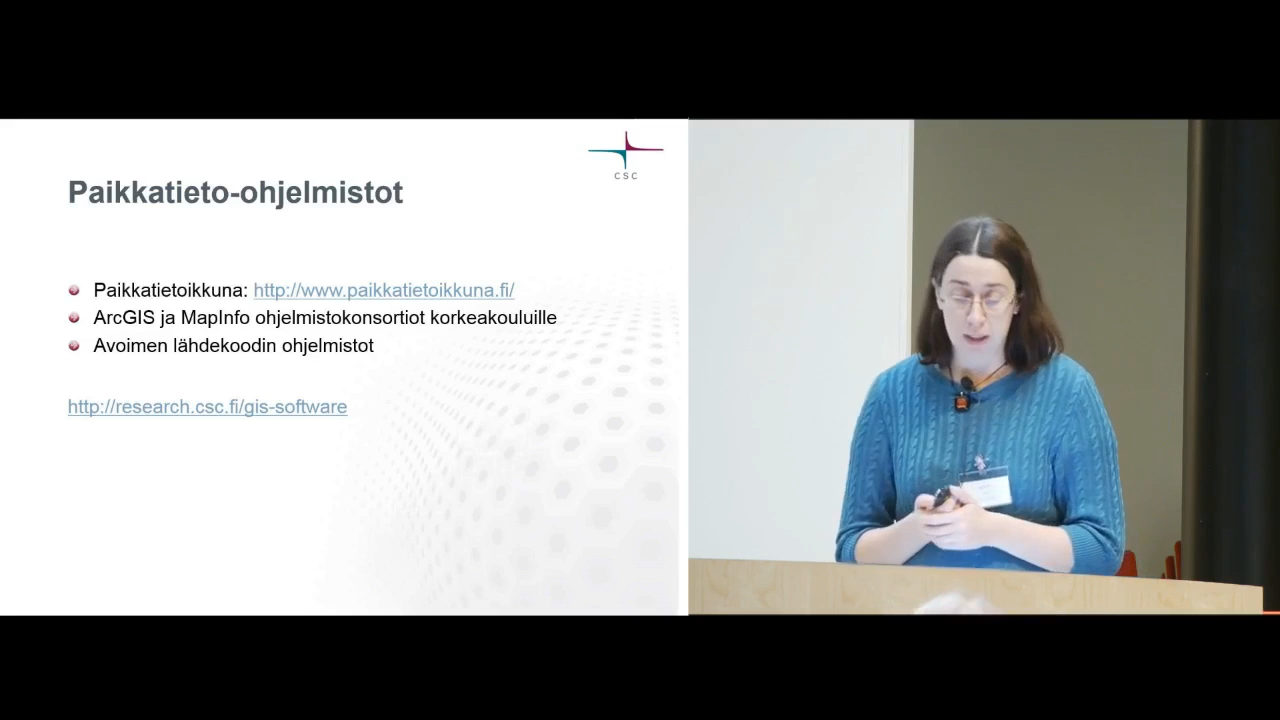 CSC
Paikkatieto-ohjelmistot
Paikkatietoikkuna: http://www.paikkatietoikkuna.fi/
ArcGIS ja MapInfo ohjelmistokonsortiot korkeakouluille
Avoimen lähdekoodin ohjelmistot
http://research.csc.fi/gis-software